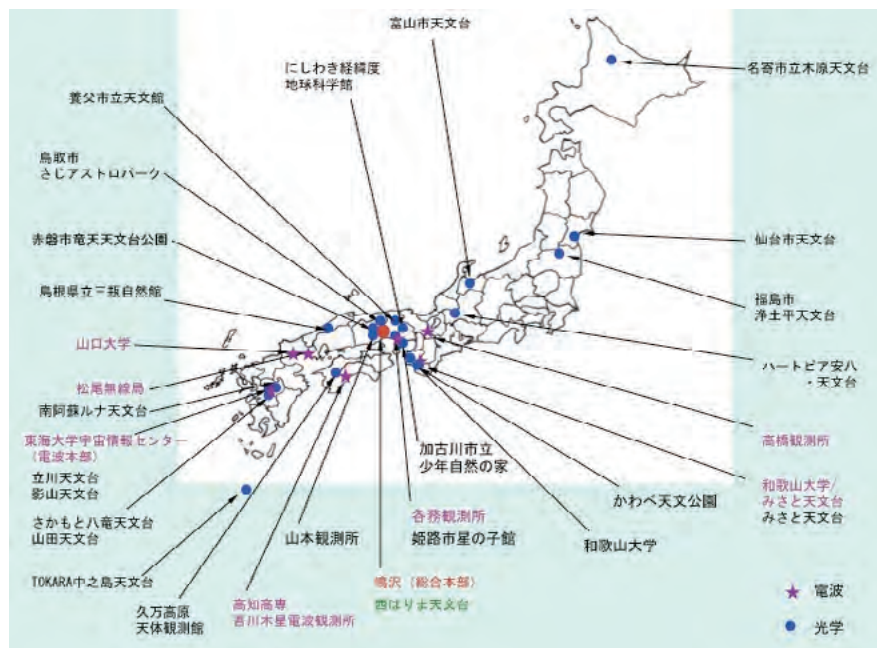 富山市天文台
にしわき経緯度
地球科学館
名寄市立木原天文台
養父市立天文館
鳥取市
さじアストロパーク
赤磐市竜天天文台公園
仙台市天文台
島根県立三瓶自然館
福島市
浄土平天文台
山口大学
ハートピア安八
・天文台
松尾無線局
南阿蘇ルナ天文台
東海大学宇宙情報センター
(電波本部)
高橋観測所
加古川市立
少年自然の家
立川天文台
影山天文台
和歌山大学/
みさと天文台
みさと天文台
かわべ天文公園
さかもと八竜天文台
山田天文台
各務観測所
姫路市星の子館
山本観測所
和歌山大学
TOKARA中之島天文台
鳴沢(総合本部)
西はりま天文台
高知高専
吾川木星電波観測所
久万高原
天体観測館
電波
光学